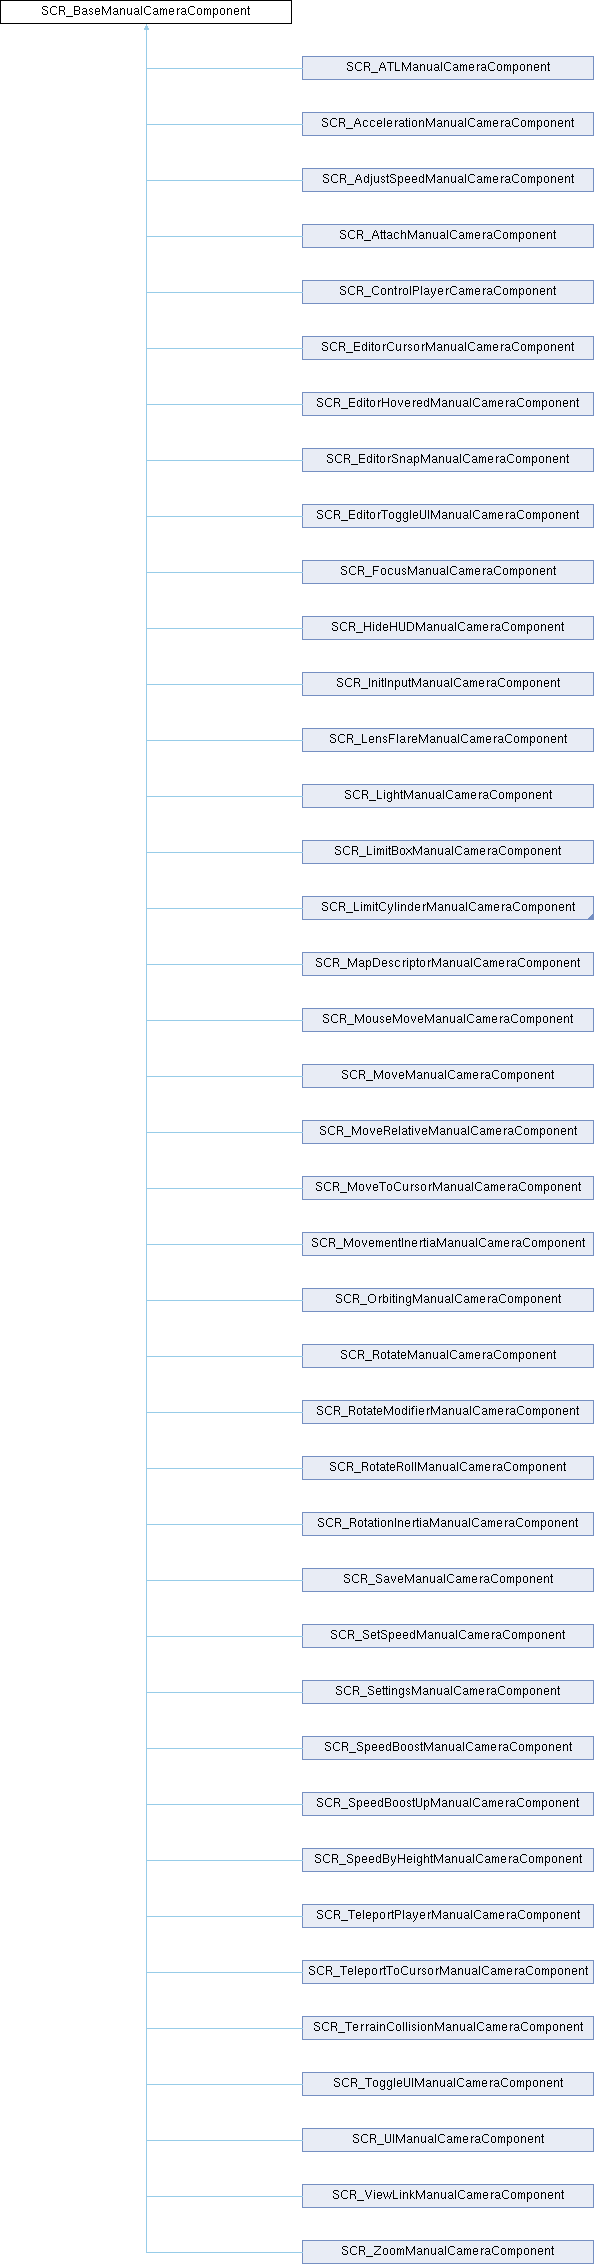 SCR_BaseManualCameraComponent
SCR_ATLManualCameraComponent
SCR_AccelerationManualCameraComponent
SCR_AdjustSpeedManualCameraComponent
SCR_AttachManualCameraComponent
SCR_ControlPlayerCameraComponent
SCR_EditorCursorManualCameraComponent
SCR_EditorHoveredManualCameraComponent
SCR_EditorSnapManualCameraComponent
SCR_EditorToggleUIManualCameraComponent
SCR_FocusManualCameraComponent
SCR_HideHUDManualCameraComponent
SCR_InitInputManualCameraComponent
SCR_LensFlareManualCameraComponent
SCR_LightManualCameraComponent
SCR_LimitBoxManualCameraComponent
SCR_LimitCylinderManualCameraComponent
SCR_MapDescriptorManualCameraComponent
SCR_MouseMoveManualCameraComponent
SCR_MoveManualCameraComponent
SCR_MoveRelativeManualCameraComponent
SCR_MoveToCursorManualCameraComponent
SCR_MovementInertiaManualCameraComponent
SCR_OrbitingManualCameraComponent
SCR_RotateManualCameraComponent
SCR_RotateModifierManualCameraComponent
SCR_RotateRollManualCameraComponent
SCR_RotationInertiaManualCameraComponent
SCR_SaveManualCameraComponent
SCR_SetSpeedManualCameraComponent
SCR_SettingsManualCameraComponent
SCR_SpeedBoostManualCameraComponent
SCR_SpeedBoostUpManualCameraComponent
SCR_SpeedByHeightManualCameraComponent
SCR_TeleportPlayerManualCameraComponent
SCR_TeleportToCursorManualCameraComponent
SCR_TerrainCollisionManualCameraComponent
SCR_ToggleUIManualCameraComponent
SCR_UIManualCameraComponent
SCR_ViewLinkManualCameraComponent
SCR_ZoomManualCameraComponent